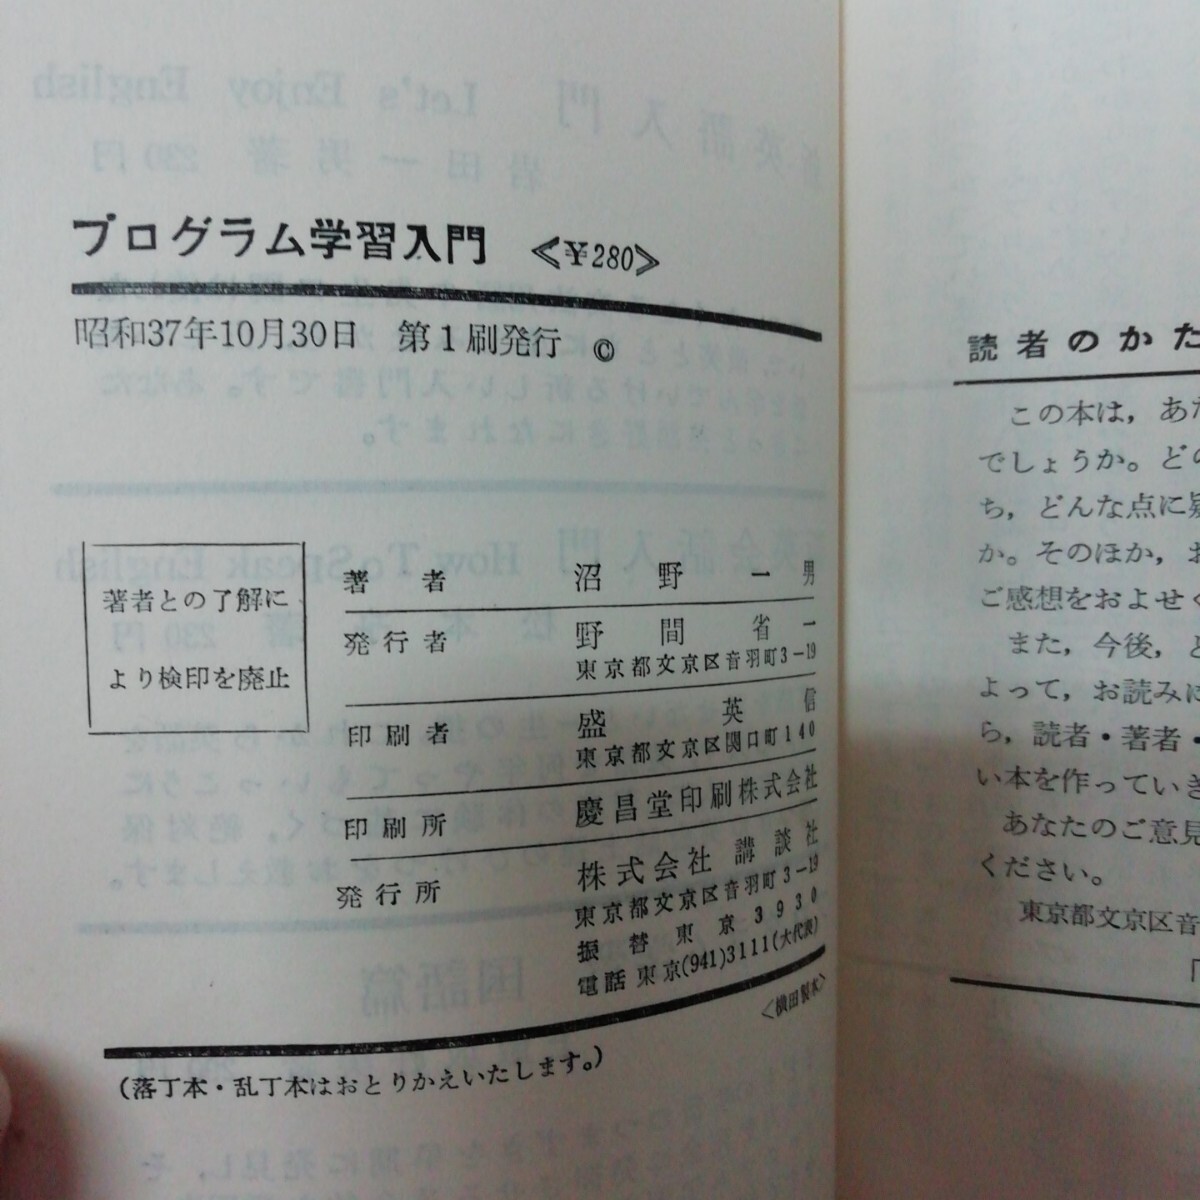 プログラム学習入門 ≪￥280≫
昭和37年10月30日 第1刷発行 ©
著者との了解に
より検印を廃止
著者 沼野一男
発行者 野間省一
東京都文京区音羽町3−19
印刷者 盛英信
東京都文京区関口町140
印刷所 慶昌堂印刷株式会社
発行所 株式会社 講談社
東京都文京区音羽町3−19
振替東京3930
電話東京(941)3111(大代表)
＜横田製本＞
(落丁本・乱丁本はおとりかえいたします。)
読者のかた
この本は，あ
でしょうか。ど
ち，どんな点に疑
か。そのほか，お
ご感想をおよせく
また，今後，と
よって，お読みに
ら，読者・著者・
い本を作っていき
あなたのご意見
ください。
東京都文京区音
「